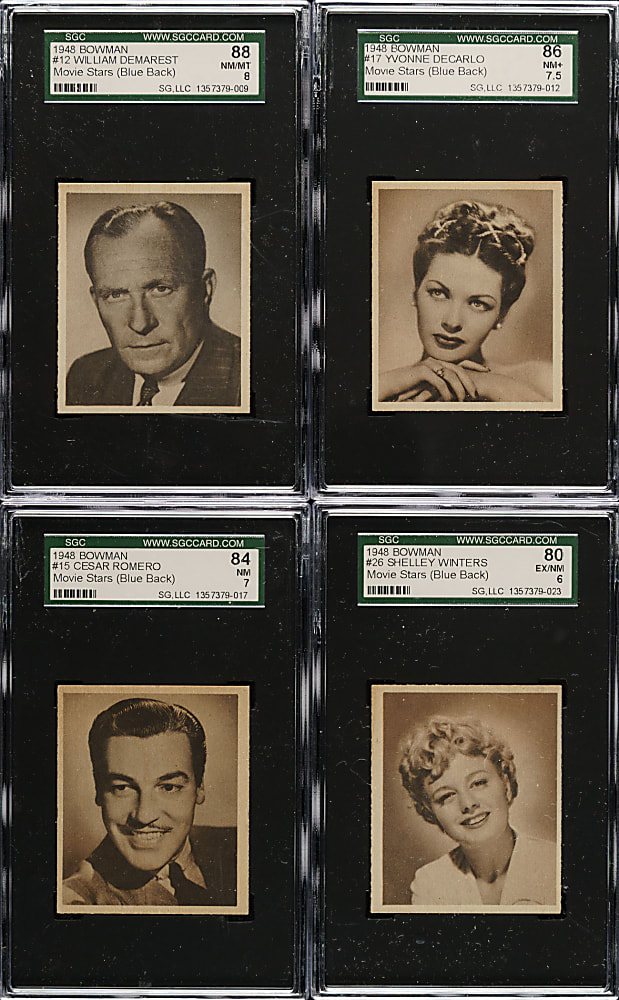 SGC WWW.SGCCARD.COM
1948 BOWMAN 88
#12 WILLIAM DEMAREST NM/MT
Movie Stars (Blue Back) 8
SG,LLC 1357379-009
SGC WWW.SGCCARD.COM
1948 BOWMAN 86
#17 YVONNE DECARLO NM+
Movie Stars (Blue Back) 7.5
SG,LLC 1357379-012
SGC WWW.SGCCARD.COM
1948 BOWMAN 84
#15 CESAR ROMERO NM
Movie Stars (Blue Back) 7
SG,LLC 1357379-017
SGC WWW.SGCCARD.COM
1948 BOWMAN 80
#26 SHELLEY WINTERS EX/NM
Movie Stars (Blue Back) 6
SG,LLC 1357379-023